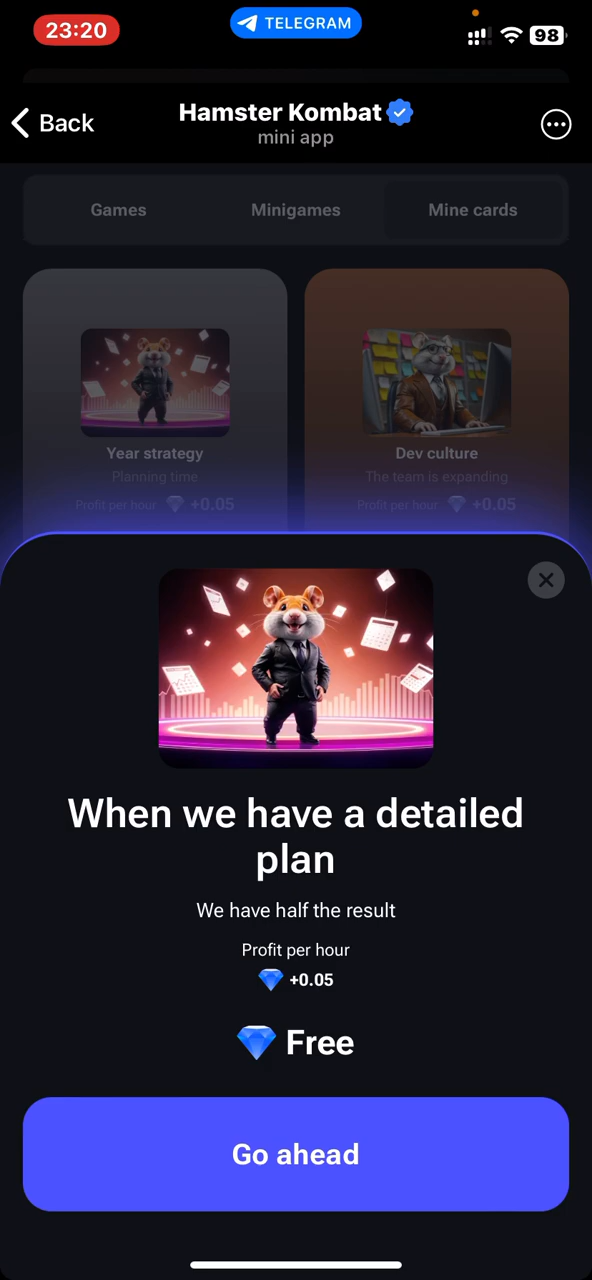 23:20
TELEGRAM
98
Back
Hamster Kombat
mini app
Games
Minigames
Mine cards
Year strategy
Dev culture
Planning time
The team is expanding
Profit per hour +0.05
Profit per hour +0.05
When we have a detailed
plan
We have half the result
Profit per hour
+0.05
Free
Go ahead